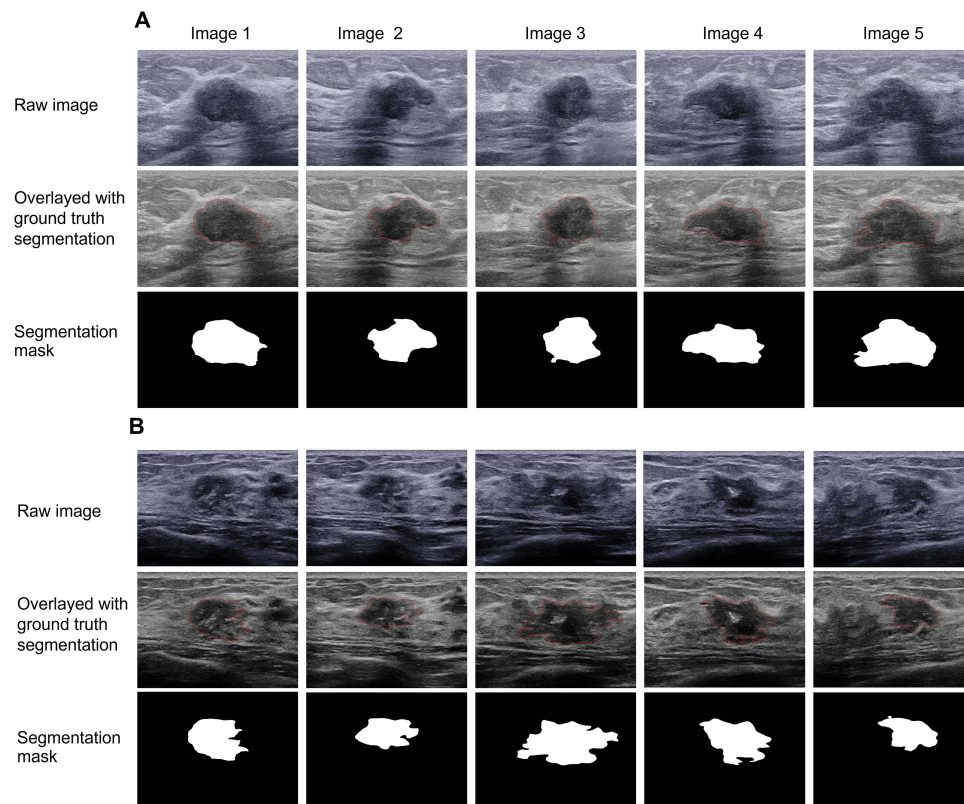 A
Image 1
Image 2
Image 3
Image 4
Image 5
Raw image
Overlayed with
ground truth
segmentation
Segmentation
mask
B
Raw image
Overlayed with
ground truth
segmentation
Segmentation
mask